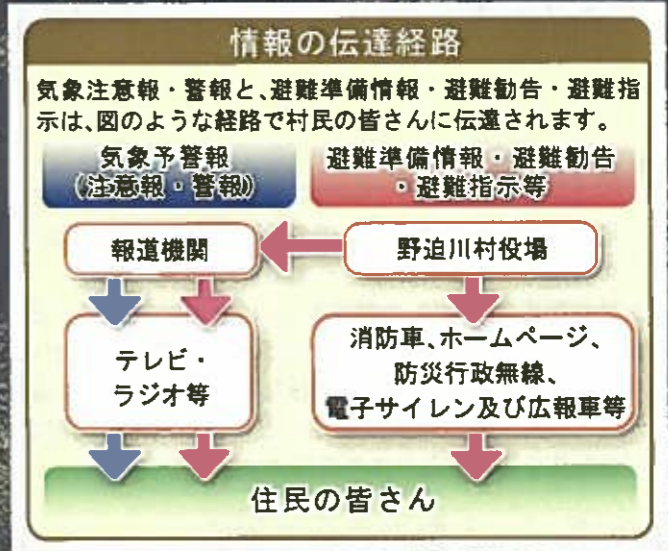 情報の伝達経路
気象注意報・警報と、避難準備情報・避難勧告・避難指
示は、図のような経路で村民の皆さんに伝達されます。
気象予警報
(注意報・警報)
避難準備情報・避難勧告
・避難指示等
報道機関
野迫川村役場
テレビ・
ラジオ等
消防車、ホームページ、
防災行政無線、
電子サイレン及び広報車等
住民の皆さん